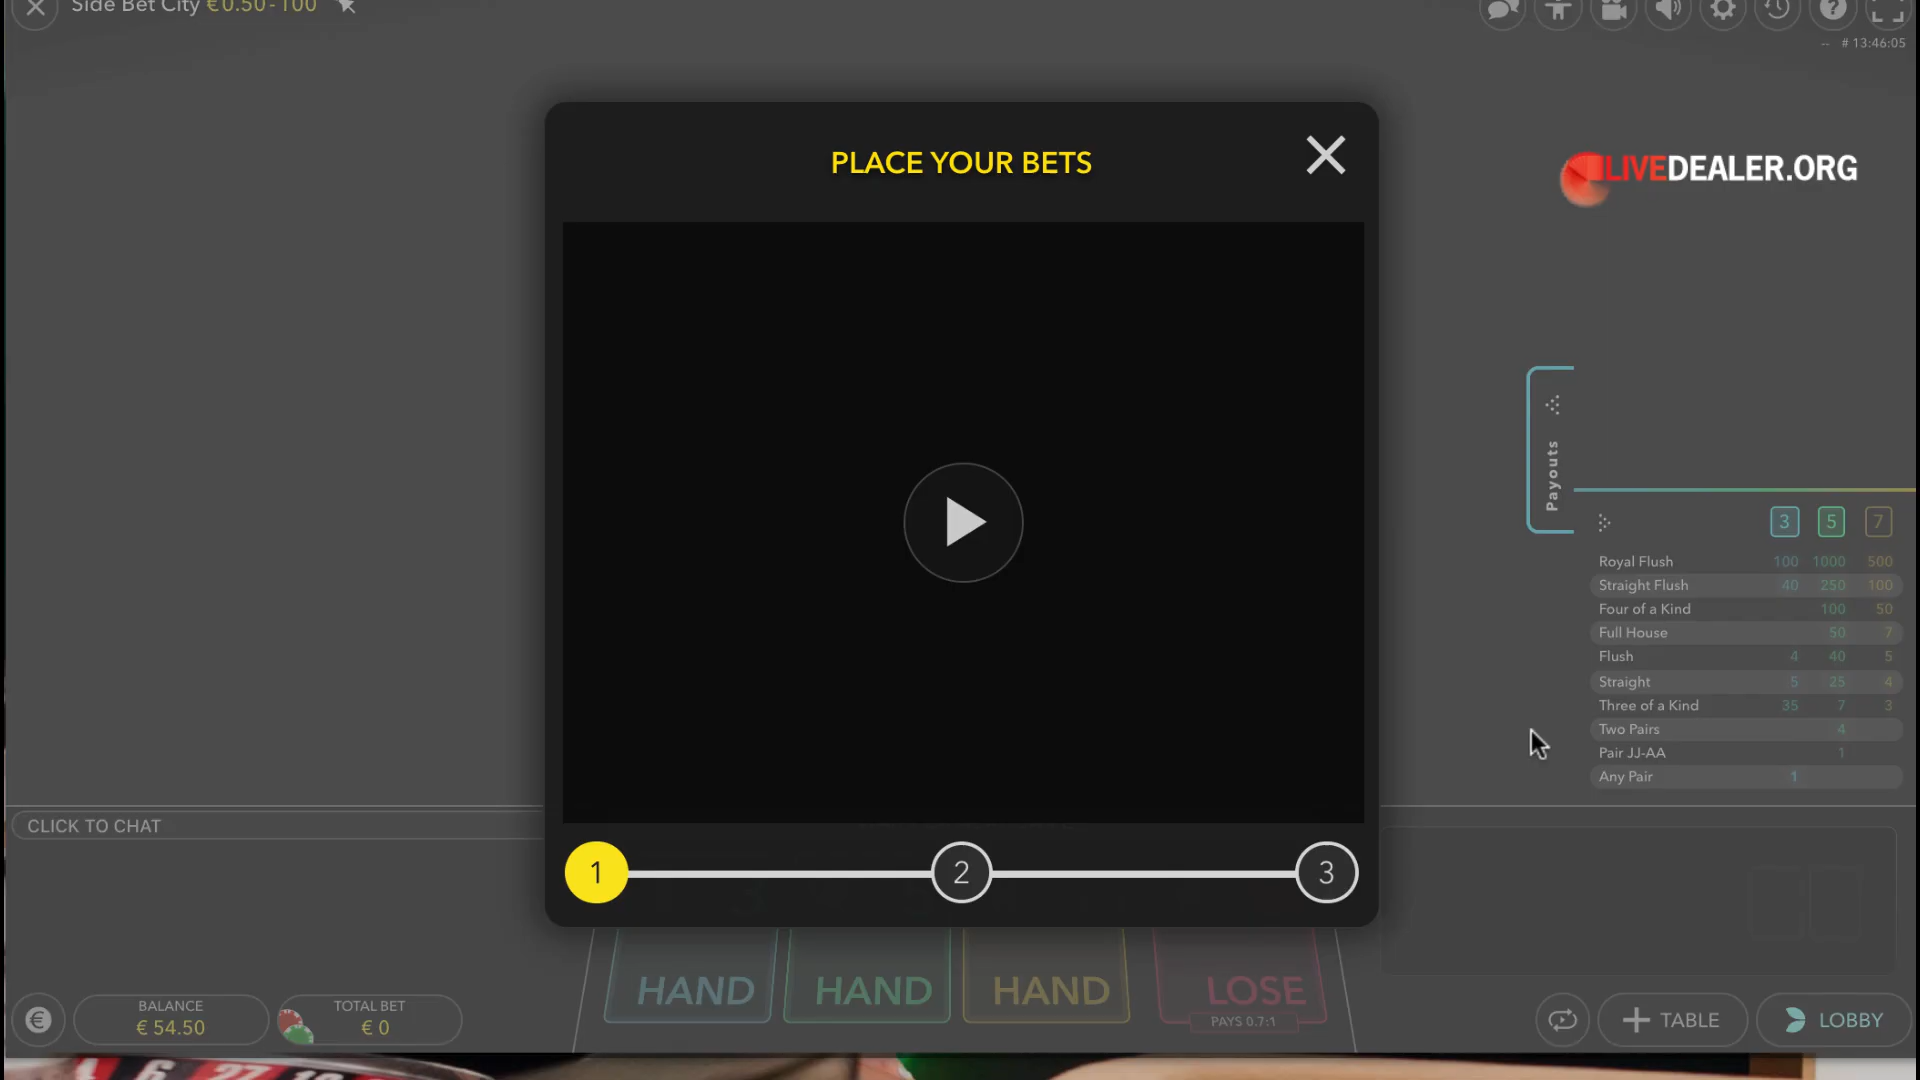 Side Bet City €0.50-100
-- # 13:46:05
PLACE YOUR BETS
LIVEDEALER.ORG
Payouts
3 5 7
Royal Flush 100 1000 500
Straight Flush 40 250 100
Four of a Kind 100 50
Full House 50 7
Flush 4 40 5
Straight 5 25 4
Three of a Kind 35 7 3
Two Pairs 4
Pair JJ-AA 1
Any Pair 1
CLICK TO CHAT
1 2 3
HAND HAND HAND LOSE
PAYS 0.7:1
BALANCE
€ 54.50
TOTAL BET
€ 0
TABLE
LOBBY
6 27